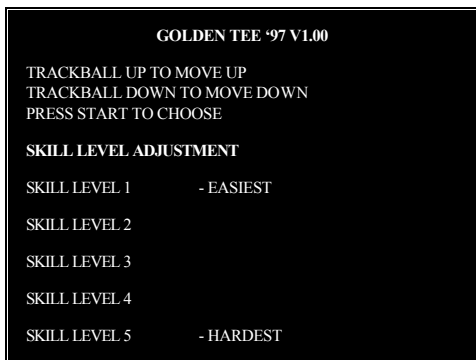 GOLDEN TEE ‘97 V1.00
TRACKBALL UP TO MOVE UP
TRACKBALL DOWN TO MOVE DOWN
PRESS START TO CHOOSE
SKILL LEVEL ADJUSTMENT
SKILL LEVEL 1 - EASIEST
SKILL LEVEL 2
SKILL LEVEL 3
SKILL LEVEL 4
SKILL LEVEL 5 - HARDEST